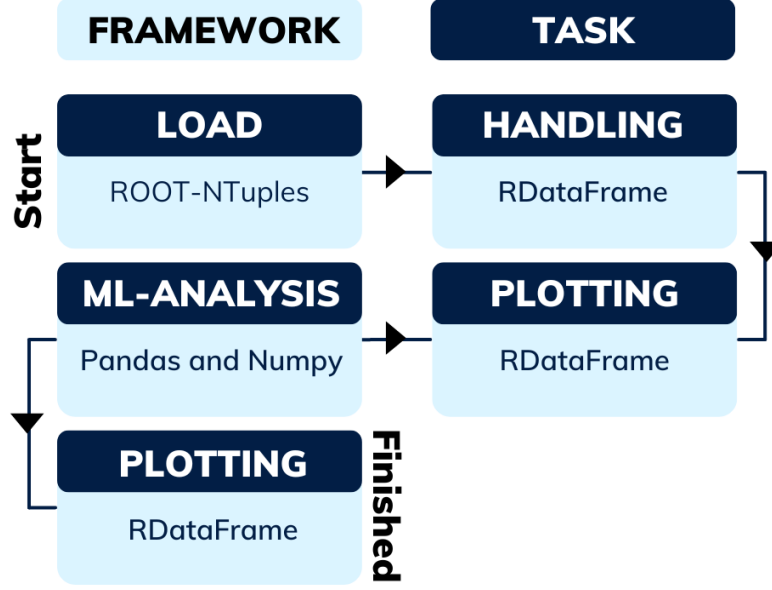 FRAMEWORK
TASK
Start
LOAD
ROOT-NTuples
HANDLING
RDataFrame
ML-ANALYSIS
Pandas and Numpy
PLOTTING
RDataFrame
PLOTTING
RDataFrame
Finished